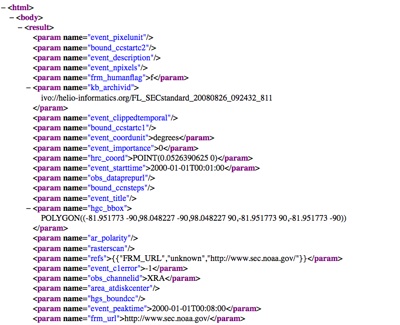 − <html>
− <body>
− <result>
<param name="event_pixelunit"/>
<param name="bound_ccstartc2"/>
<param name="event_description"/>
<param name="event_npixels"/>
<param name="frm_humanflag">f</param>
− <param name="kb_archivid">
ivo://helio-informatics.org/FL_SECstandard_20080826_092432_811
</param>
<param name="event_clippedtemporal"/>
<param name="bound_ccstartc1"/>
<param name="event_coordunit">degrees</param>
<param name="event_importance">0</param>
<param name="hrc_coord">POINT(0.0526390625 0)</param>
<param name="event_starttime">2000-01-01T00:01:00</param>
<param name="obs_dataprepurl"/>
<param name="bound_ccnsteps"/>
<param name="event_title"/>
− <param name="hgc_bbox">
POLYGON((-81.951773 -90,98.048227 -90,98.048227 90,-81.951773 90,-81.951773 -90))
</param>
<param name="ar_polarity"/>
<param name="rasterscan"/>
<param name="refs">{{"FRM_URL","unknown","http://www.sec.noaa.gov/"}}</param>
<param name="event_c1error">-1</param>
<param name="obs_channelid">XRA</param>
<param name="area_atdiskcenter"/>
<param name="hgs_boundcc"/>
<param name="event_peaktime">2000-01-01T00:08:00</param>
<param name="frm_url">http://www.sec.noaa.gov/</param>